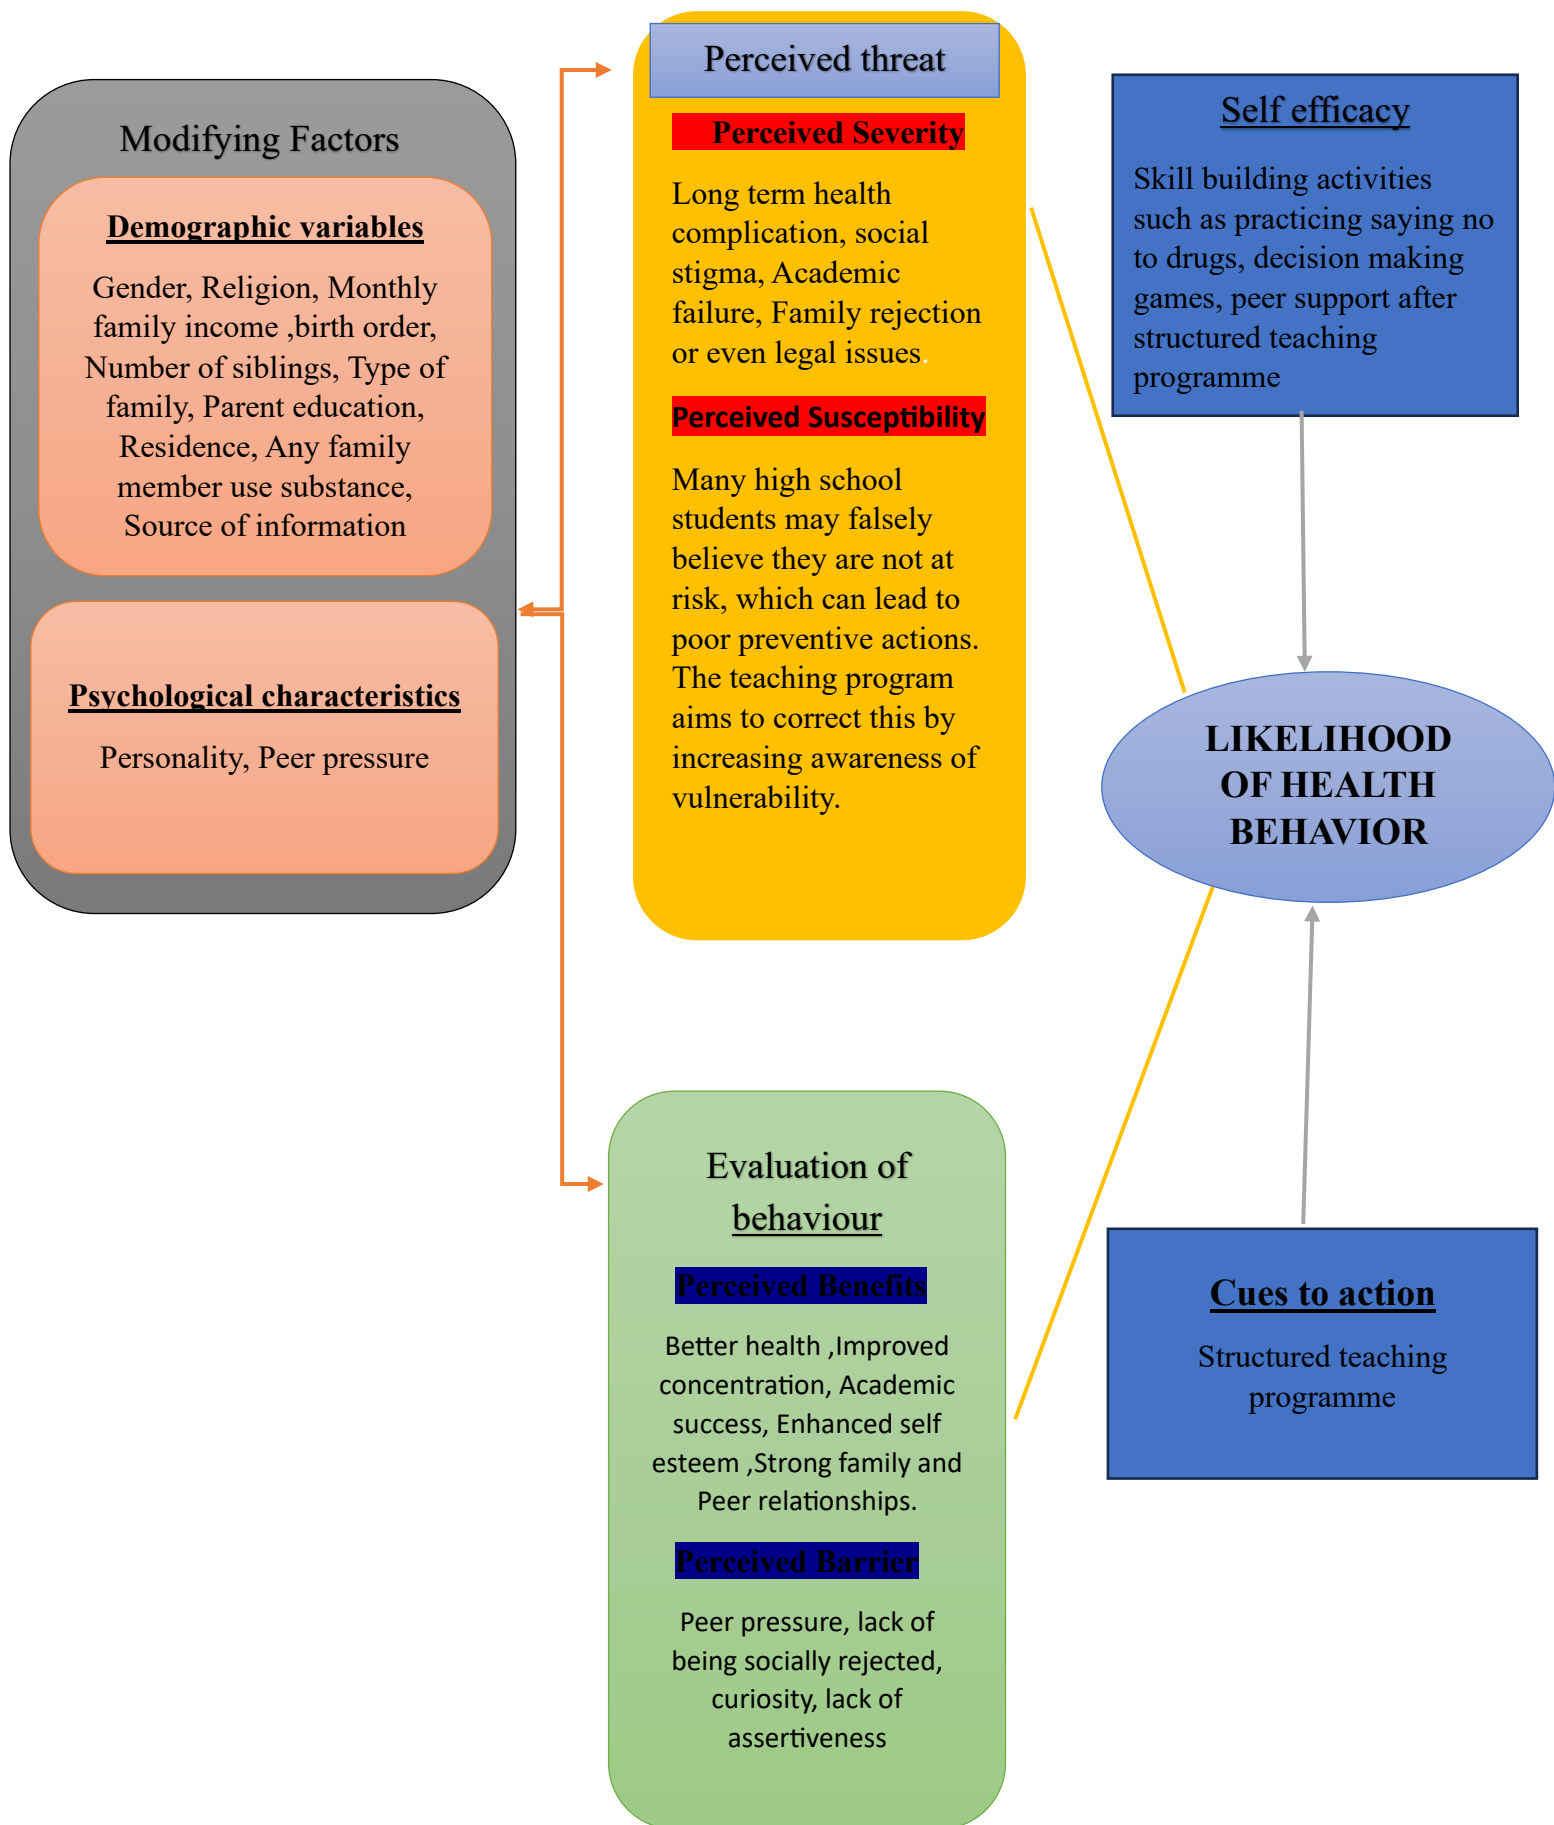 Modifying Factors
Demographic variables
Gender, Religion, Monthly
family income ,birth order,
Number of siblings, Type of
family, Parent education,
Residence, Any family
member use substance,
Source of information
Psychological characteristics
Personality, Peer pressure
Perceived threat
Perceived Severity
Long term health
complication, social
stigma, Academic
failure, Family rejection
or even legal issues.
Perceived Susceptibility
Many high school
students may falsely
believe they are not at
risk, which can lead to
poor preventive actions.
The teaching program
aims to correct this by
increasing awareness of
vulnerability.
Evaluation of
behaviour
Perceived Benefits
Better health ,Improved
concentration, Academic
success, Enhanced self
esteem ,Strong family and
Peer relationships.
Perceived Barrier
Peer pressure, lack of
being socially rejected,
curiosity, lack of
assertiveness
Self efficacy
Skill building activities
such as practicing saying no
to drugs, decision making
games, peer support after
structured teaching
programme
LIKELIHOOD
OF HEALTH
BEHAVIOR
Cues to action
Structured teaching
programme